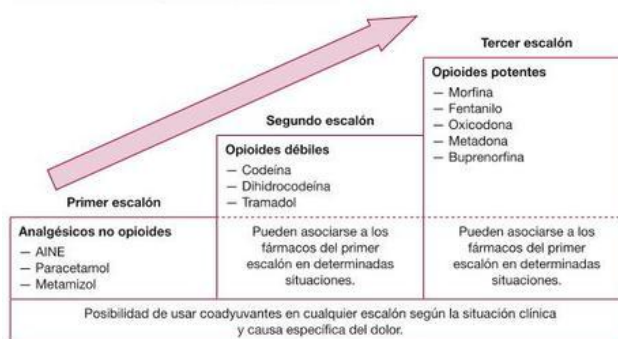 Tercer escalón
Opioides potentes
— Morfina
— Fentanilo
— Oxicodona
— Metadona
— Buprenorfina
Segundo escalón
Opioides débiles
— Codeína
— Dihidrocodeína
— Tramadol
Primer escalón
Analgésicos no opioides
— AINE
— Paracetamol
— Metamizol
Pueden asociarse a los
fármacos del primer
escalón en determinadas
situaciones.
Pueden asociarse a los
fármacos del primer
escalón en determinadas
situaciones.
Posibilidad de usar coadyuvantes en cualquier escalón según la situación clínica
y causa específica del dolor.